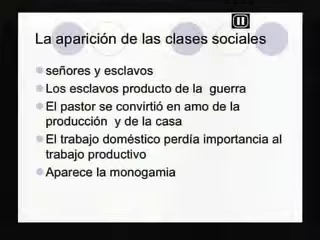 La aparición de las clases sociales
señores y esclavos
Los esclavos producto de la guerra
El pastor se convirtió en amo de la
producción y de la casa
El trabajo doméstico perdía importancia al
trabajo productivo
Aparece la monogamia